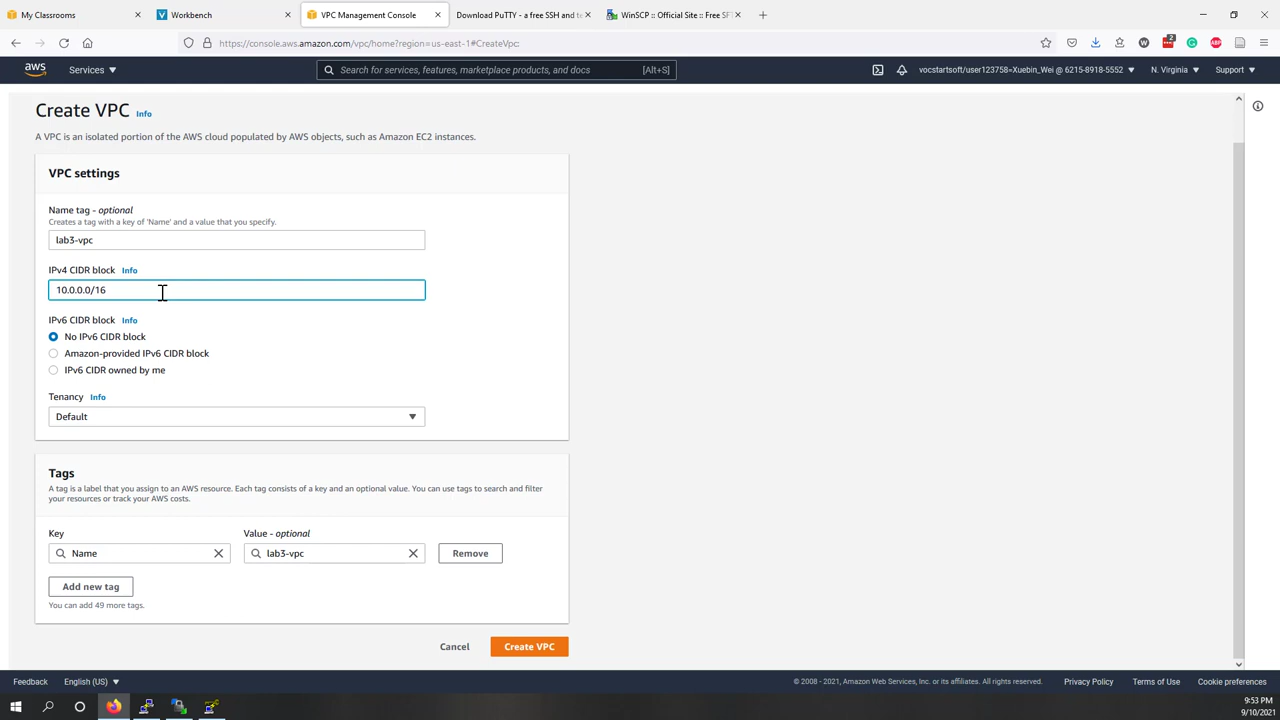 My Classrooms
Workbench
VPC Management Console
Download PuTTY - a free SSH and te
WinSCP :: Official Site :: Free SF
https://console.aws.amazon.com/vpc/home?region=us-east-1#CreateVpc:
2
W
ABP
aws
Services
Search for services, features, marketplace products, and docs
[Alt+S]
vocstartsoft/user123758=Xuebin_Wei @ 6215-8918-5552
N. Virginia
Support
Create VPC
Info
A VPC is an isolated portion of the AWS cloud populated by AWS objects, such as Amazon EC2 instances.
VPC settings
Name tag - optional
Creates a tag with a key of 'Name' and a value that you specify.
lab3-vpc
IPv4 CIDR block Info
10.0.0.0/16
IPv6 CIDR block Info
No IPv6 CIDR block
Amazon-provided IPv6 CIDR block
IPv6 CIDR owned by me
Tenancy Info
Default
Tags
A tag is a label that you assign to an AWS resource. Each tag consists of a key and an optional value. You can use tags to search and filter
your resources or track your AWS costs.
Key
Value - optional
Name
lab3-vpc
Remove
Add new tag
You can add 49 more tags.
Cancel
Create VPC
Feedback
English (US)
© 2008 - 2021, Amazon Web Services, Inc. or its affiliates. All rights reserved.
Privacy Policy
Terms of Use
Cookie preferences
9:53 PM
9/10/2021